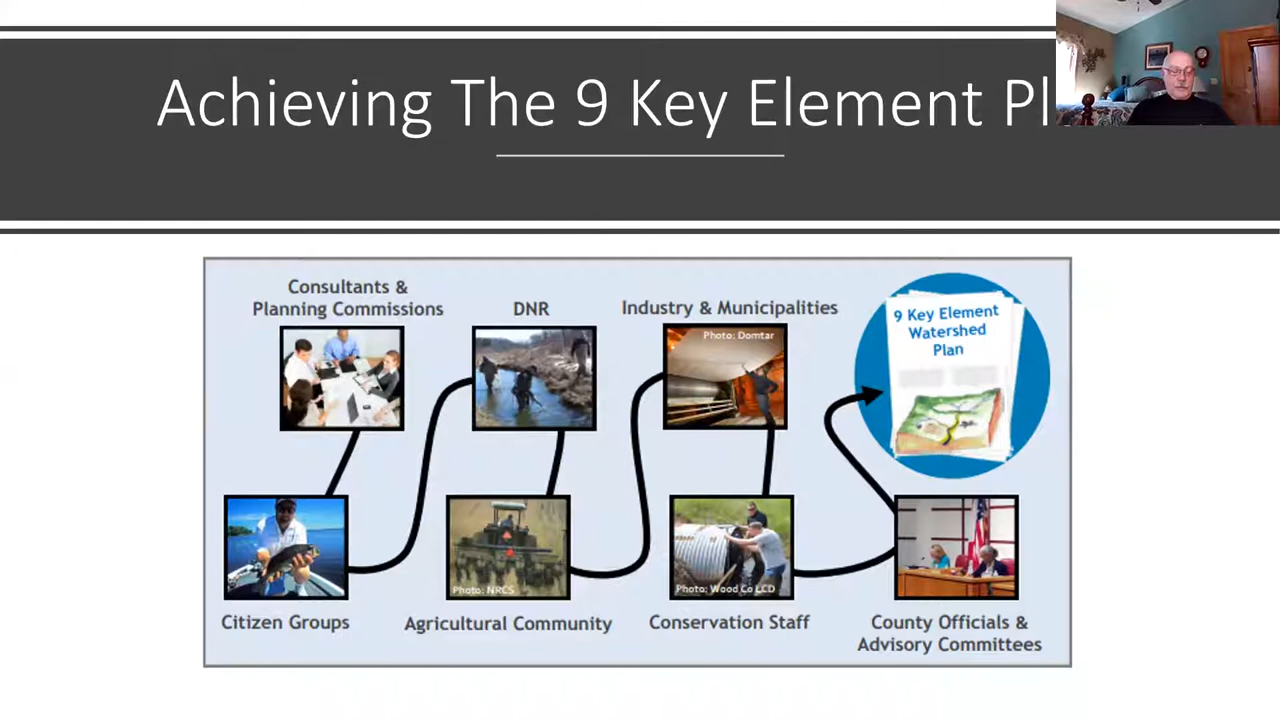 Achieving The 9 Key Element Pl
Consultants &
Planning Commissions
DNR
Industry & Municipalities
Photo: Domtar
9 Key Element
Watershed
Plan
Photo: NRCS
Photo: Wood Co LCD
Citizen Groups
Agricultural Community
Conservation Staff
County Officials &
Advisory Committees